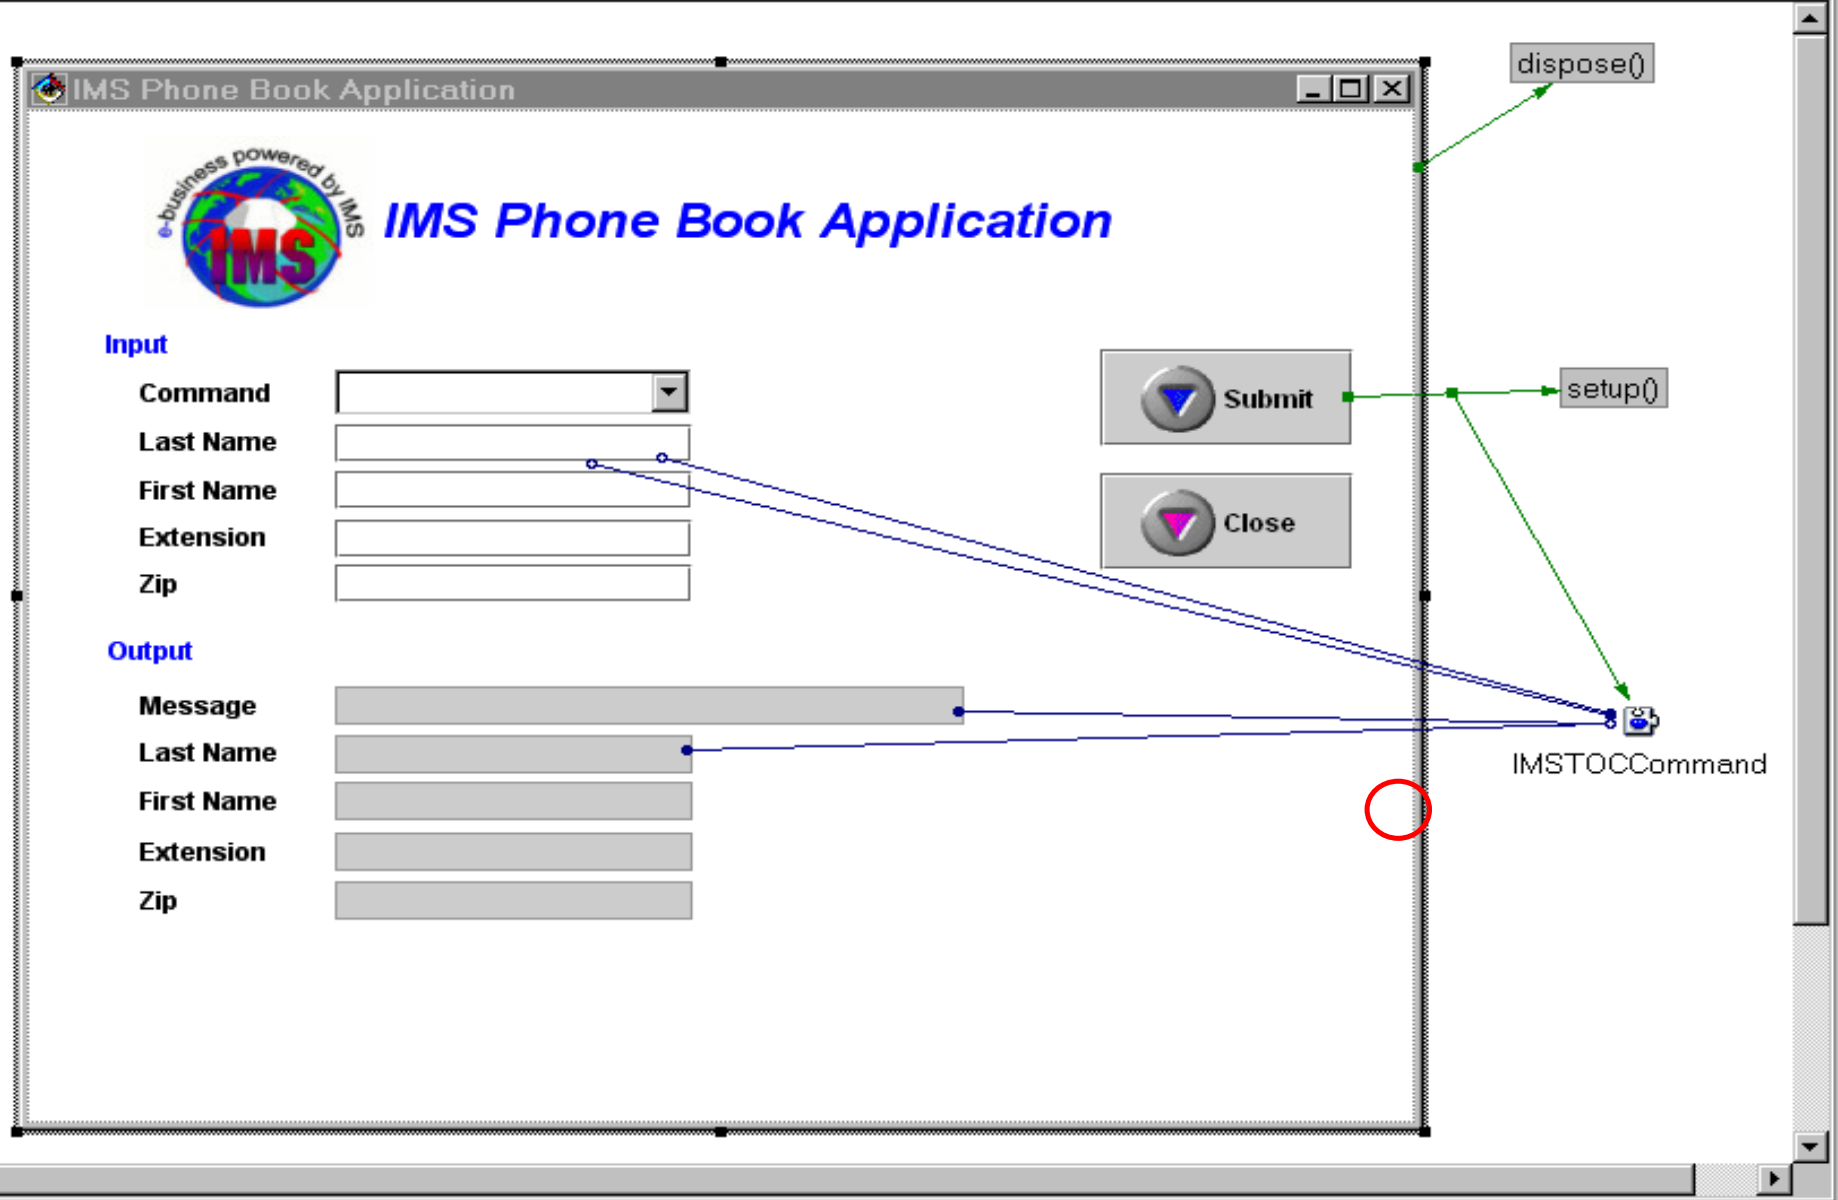 dispose()
IMS Phone Book Application
e-business powered by IMS
IMS
IMS Phone Book Application
Input
Command
Submit
setup()
Last Name
First Name
Close
Extension
Zip
Output
Message
Last Name
IMSTOCCommand
First Name
Extension
Zip